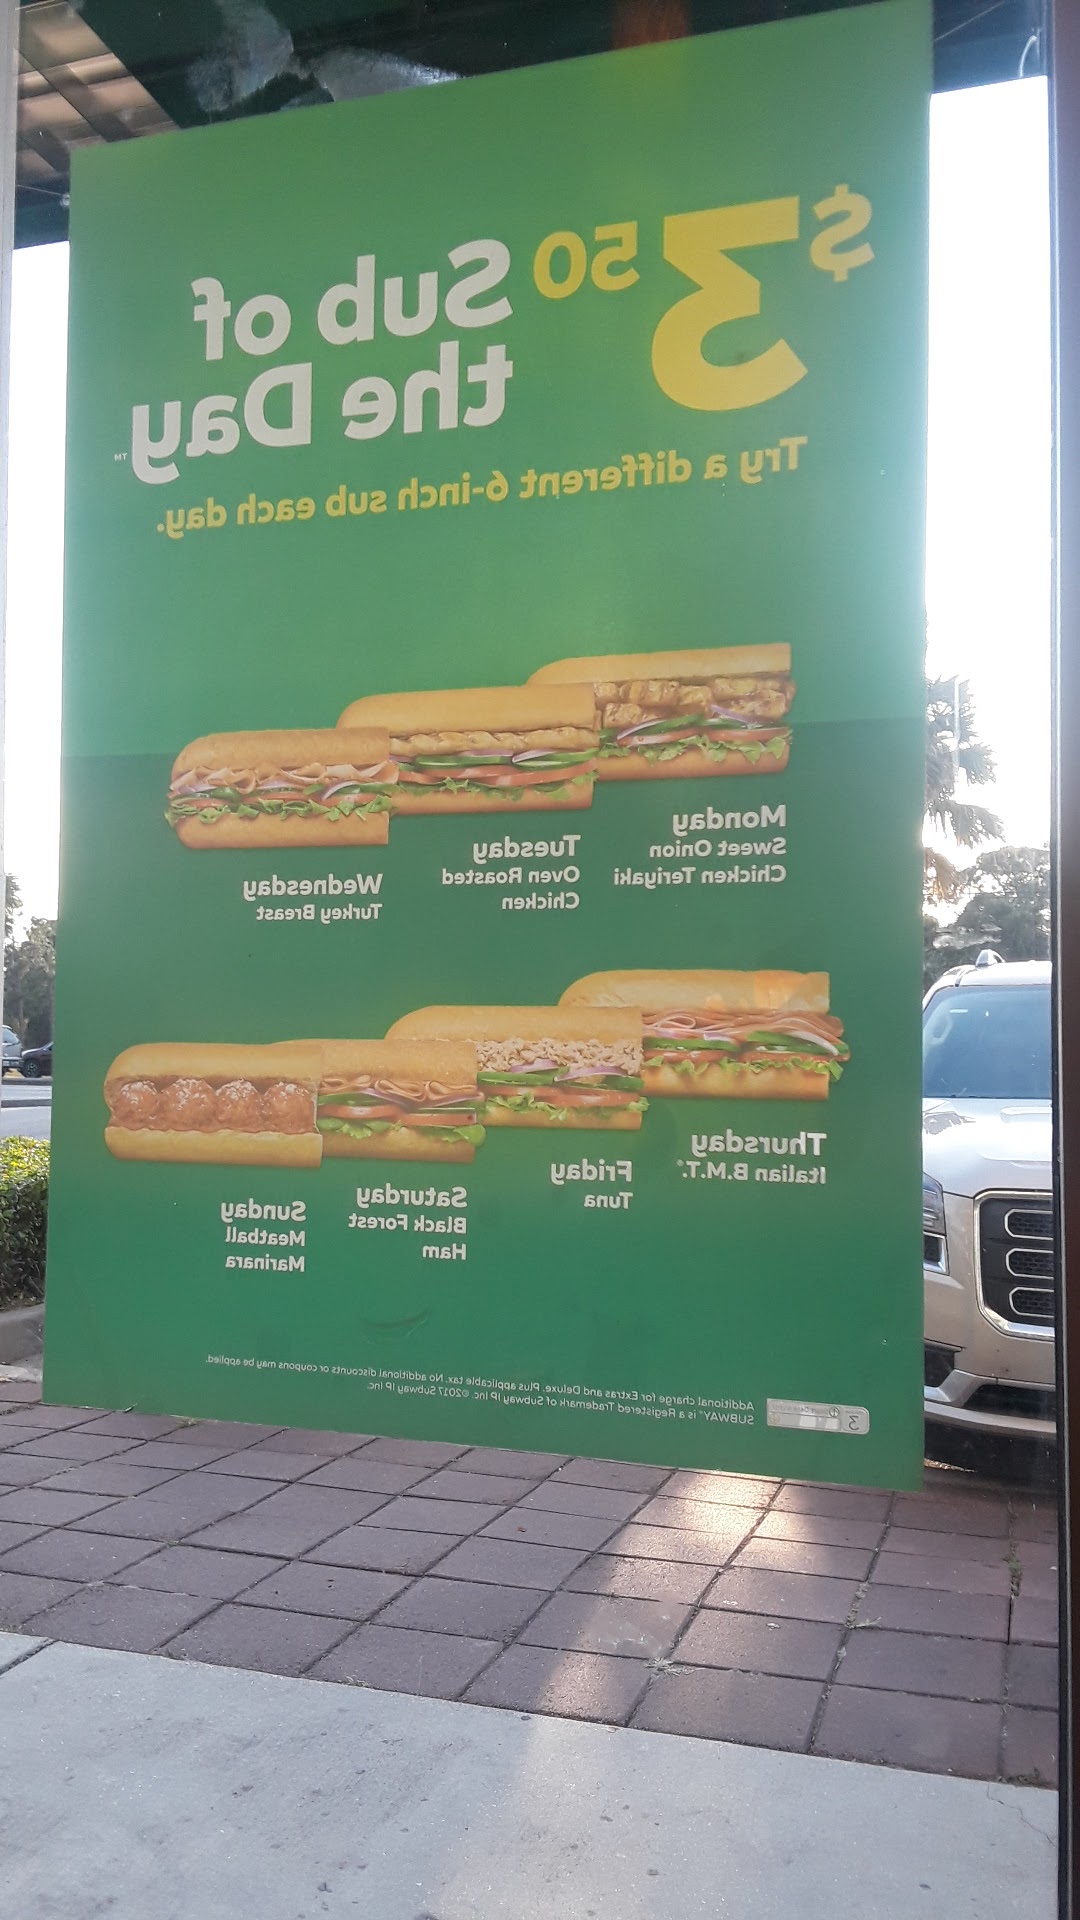 $3.50 Sub of
the Day™
Try a different 6-inch sub each day.
Monday
Sweet Onion
Chicken Teriyaki
Tuesday
Oven Roasted
Chicken
Wednesday
Turkey Breast
Thursday
Italian B.M.T.®
Friday
Tuna
Saturday
Black Forest
Ham
Sunday
Meatball
Marinara
3
Additional charge for Extras and Deluxe. Plus applicable tax. No additional discounts or coupons may be applied.
SUBWAY® is a Registered Trademark of Subway IP Inc. ©2017 Subway IP Inc.